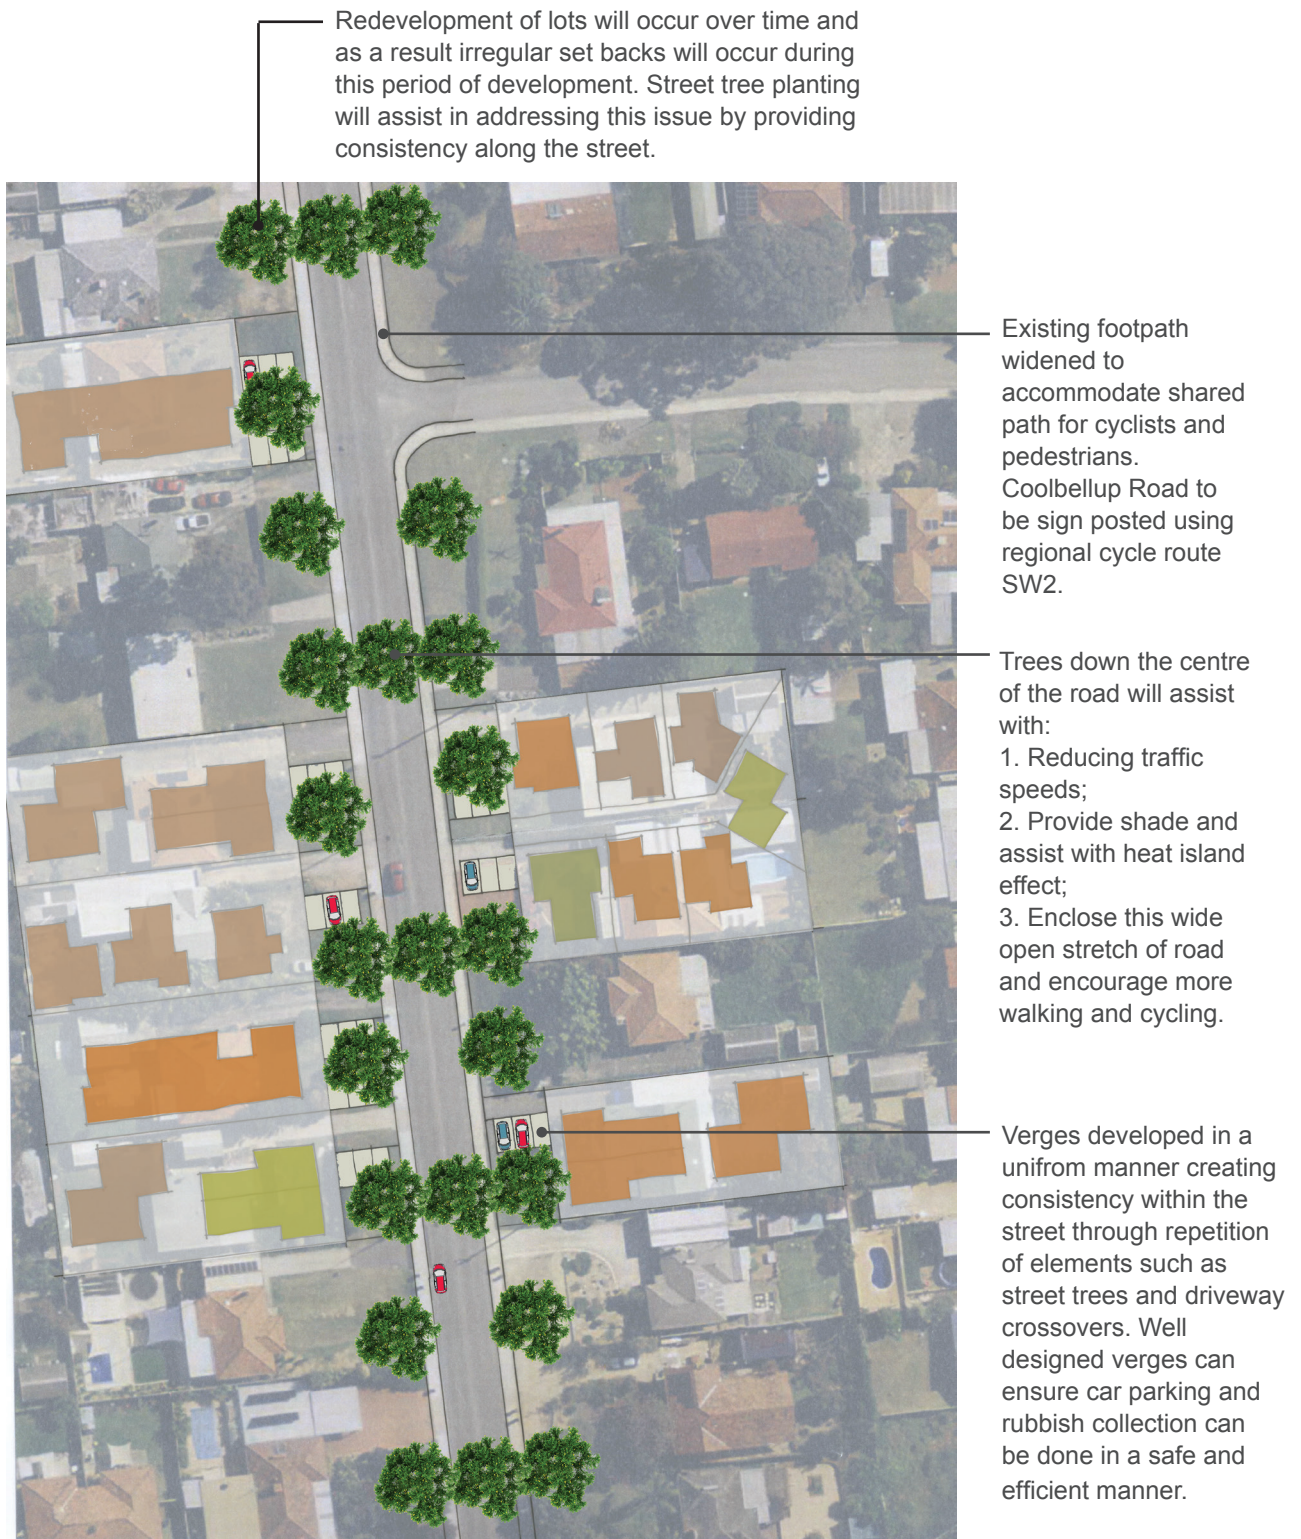 Redevelopment of lots will occur over time and
as a result irregular set backs will occur during
this period of development. Street tree planting
will assist in addressing this issue by providing
consistency along the street.
Existing footpath
widened to
accommodate shared
path for cyclists and
pedestrians.
Coolbellup Road to
be sign posted using
regional cycle route
SW2.
Trees down the centre
of the road will assist
with:
1. Reducing traffic
speeds;
2. Provide shade and
assist with heat island
effect;
3. Enclose this wide
open stretch of road
and encourage more
walking and cycling.
Verges developed in a
unifrom manner creating
consistency within the
street through repetition
of elements such as
street trees and driveway
crossovers. Well
designed verges can
ensure car parking and
rubbish collection can
be done in a safe and
efficient manner.